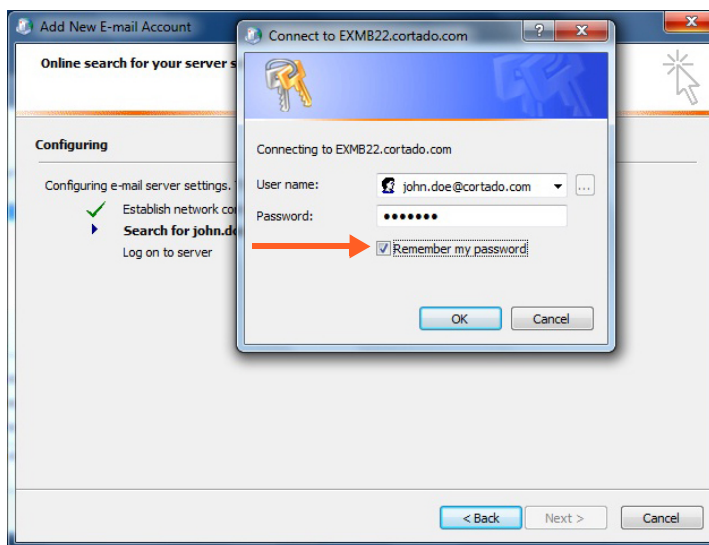 Add New E-mail Account
Online search for your server s
Configuring
Configuring e-mail server settings.
Establish network co
Search for john.d
Log on to server
< Back
Next >
Cancel
Connect to EXMB22.cortado.com
?
Connecting to EXMB22.cortado.com
User name:
john.doe@cortado.com
...
Password:
•••••••
Remember my password
OK
Cancel